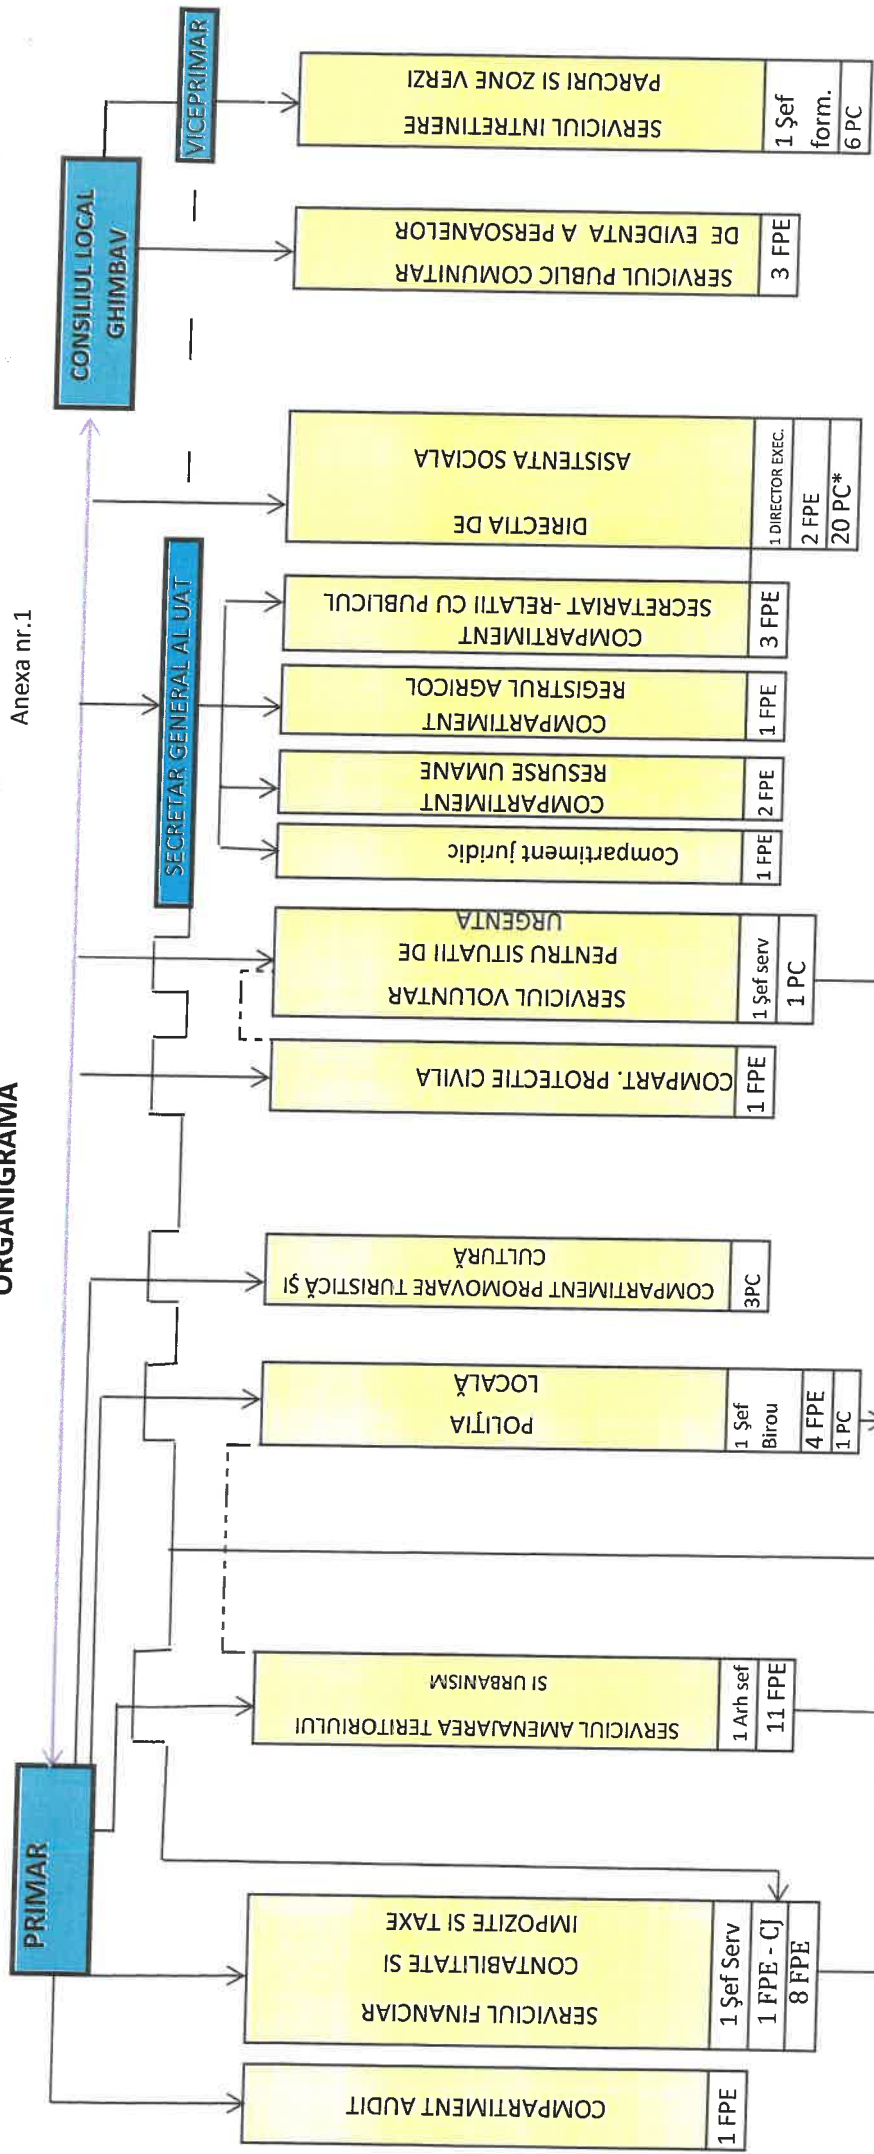 Anexa nr.1
ORGANIGRAMA
PRIMAR
CONSILIUL LOCAL
GHIMBAV
VICEPRIMAR
SECRETAR GENERAL AL UAT
COMPARTIMENT AUDIT
1 FPE
SERVICIUL FINANCIAR
CONTABILITATE SI
IMPOZITE SI TAXE
1 Şef Serv
1 FPE - CJ
8 FPE
SERVICIUL AMENAJAREA TERITORIULUI
SI URBANISM
1 Arh sef
11 FPE
POLIŢIA
LOCALĂ
1 Şef
Birou
4 FPE
1 PC
COMPARTIMENT PROMOVARE TURISTICĂ ŞI
CULTURĂ
3PC
COMPART. PROTECTIE CIVILA
1 FPE
SERVICIUL VOLUNTAR
PENTRU SITUATII DE
URGENTA
1 Şef serv
1 PC
Compartiment juridic
1 FPE
COMPARTIMENT
RESURSE UMANE
2 FPE
COMPARTIMENT
REGISTRUL AGRICOL
1 FPE
COMPARTIMENT
SECRETARIAT -RELATII CU PUBLICUL
3 FPE
DIRECTIA DE
ASISTENTA SOCIALA
1 DIRECTOR EXEC.
2 FPE
20 PC*
SERVICIUL PUBLIC COMUNITAR
DE EVIDENTA A PERSOANELOR
3 FPE
SERVICIUL INTRETINERE
PARCURI SI ZONE VERZI
1 Şef
form.
6 PC